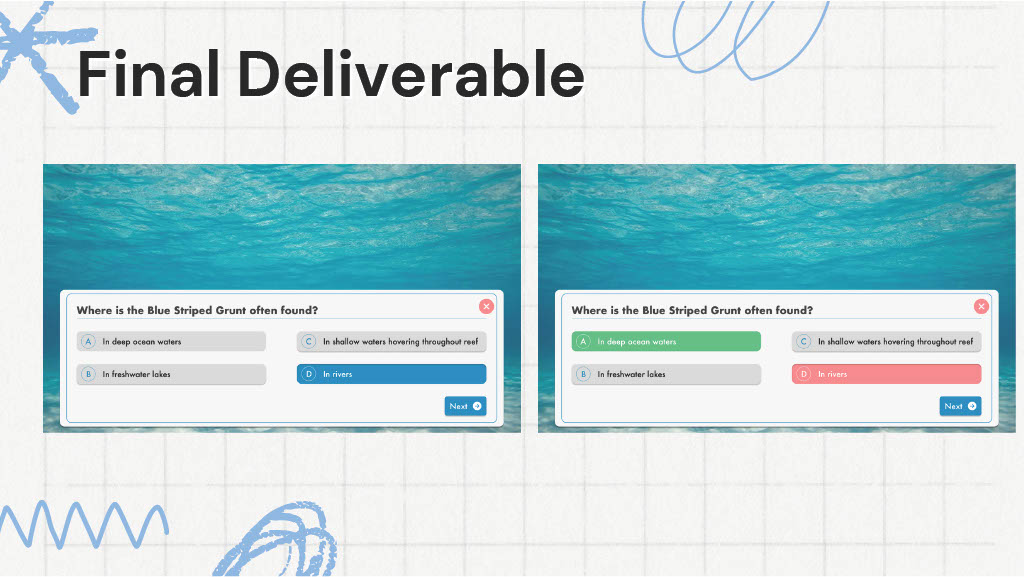 Final Deliverable
Where is the Blue Striped Grunt often found?
A In deep ocean waters
C In shallow waters hovering throughout reef
B In freshwater lakes
D In rivers
Next
Where is the Blue Striped Grunt often found?
A In deep ocean waters
C In shallow waters hovering throughout reef
B In freshwater lakes
D In rivers
Next